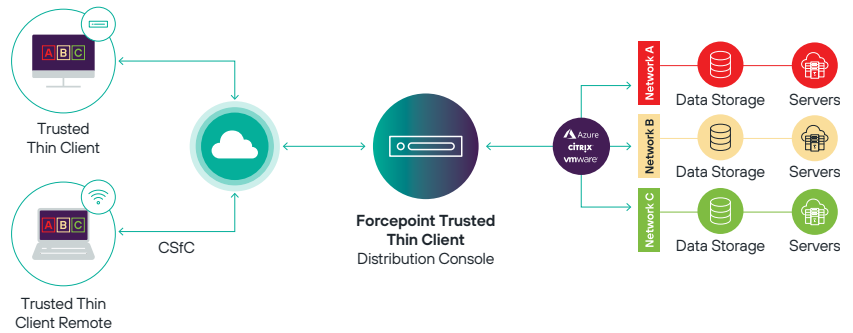 A B C
Trusted
Thin Client
A B C
CSfC
Trusted Thin
Client Remote
Forcepoint Trusted
Thin Client
Distribution Console
Azure
CITRIX
vmware
Network A
Data Storage
Servers
Network B
Data Storage
Servers
Network C
Data Storage
Servers